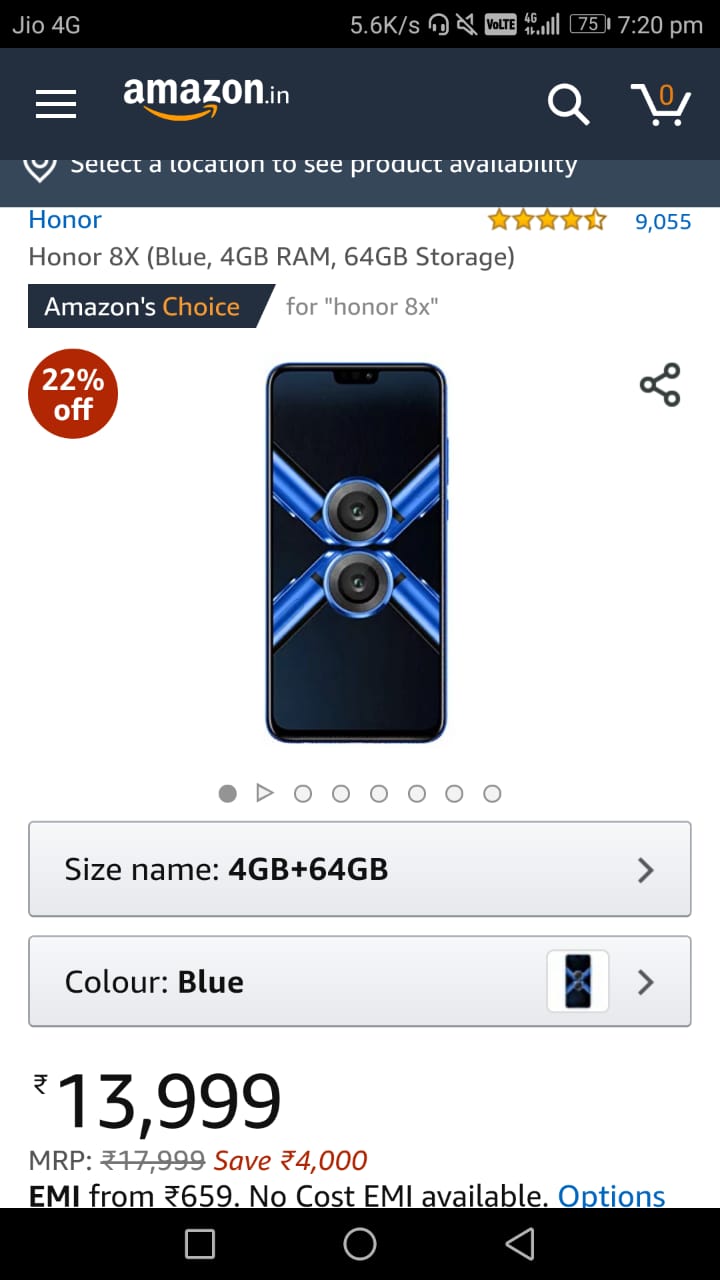 Jio 4G 5.6K/s VoLTE 4G 75 7:20 pm
amazon.in 0
Select a location to see product availability
Honor 9,055
Honor 8X (Blue, 4GB RAM, 64GB Storage)
Amazon's Choice for "honor 8x"
22%
off
Size name: 4GB+64GB
Colour: Blue
₹13,999
MRP: ₹17,999 Save ₹4,000
EMI from ₹659. No Cost EMI available. Options